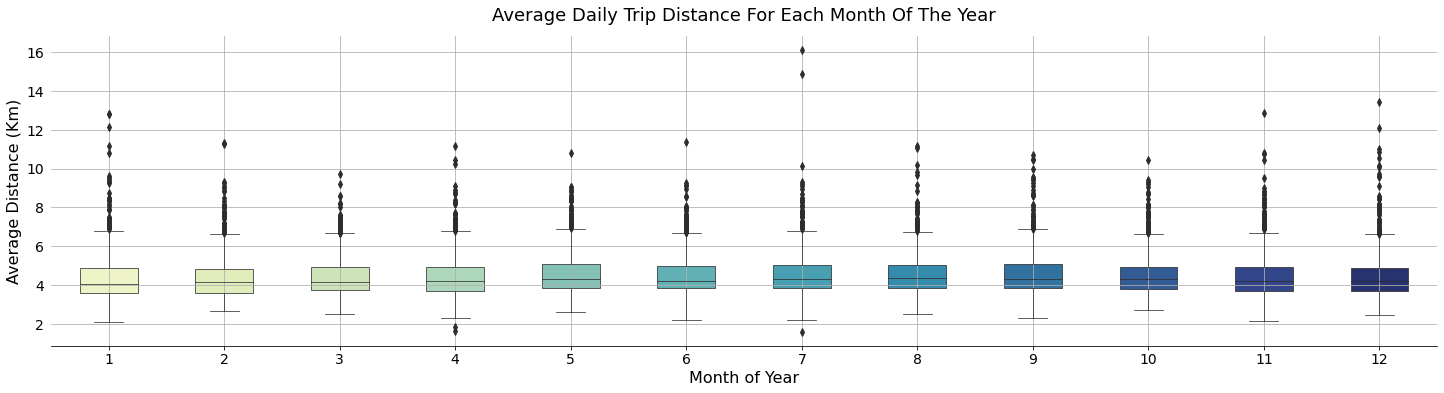 Average Daily Trip Distance For Each Month Of The Year
Average Distance (Km)
16
14
12
10
8
6
4
2
1 2 3 4 5 6 7 8 9 10 11 12
Month of Year